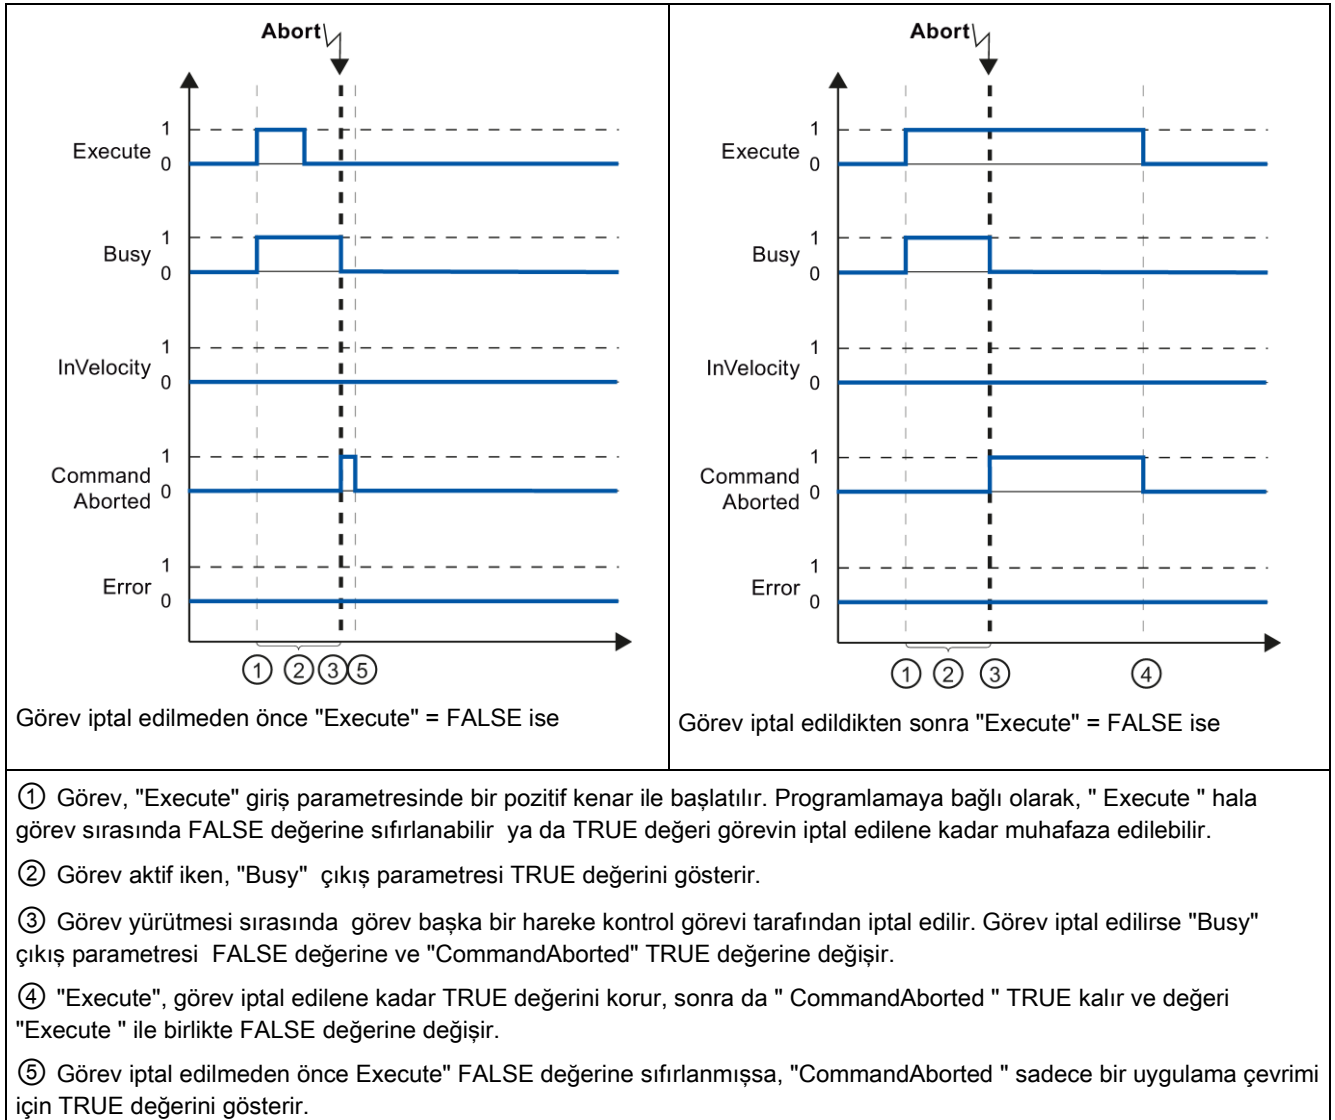 Abort
Execute 1
0
Busy 1
0
InVelocity 1
0
Command 1
Aborted 0
Error 1
0
① ② ③ ⑤
Görev iptal edilmeden önce "Execute" = FALSE ise
Abort
Execute 1
0
Busy 1
0
InVelocity 1
0
Command 1
Aborted 0
Error 1
0
① ② ③ ④
Görev iptal edildikten sonra "Execute" = FALSE ise
① Görev, "Execute" giriş parametresinde bir pozitif kenar ile başlatılır. Programlamaya bağlı olarak, " Execute " hala
görev sırasında FALSE değerine sıfırlanabilir ya da TRUE değeri görevin iptal edilene kadar muhafaza edilebilir.
② Görev aktif iken, "Busy" çıkış parametresi TRUE değerini gösterir.
③ Görev yürütmesi sırasında görev başka bir hareke kontrol görevi tarafından iptal edilir. Görev iptal edilirse "Busy"
çıkış parametresi FALSE değerine ve "CommandAborted" TRUE değerine değişir.
④ "Execute", görev iptal edilene kadar TRUE değerini korur, sonra da " CommandAborted " TRUE kalır ve değeri
"Execute " ile birlikte FALSE değerine değişir.
⑤ Görev iptal edilmeden önce Execute" FALSE değerine sıfırlanmışsa, "CommandAborted " sadece bir uygulama çevrimi
için TRUE değerini gösterir.